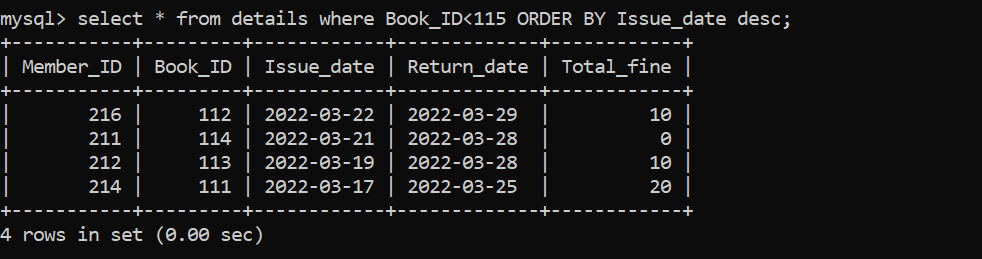 mysql> select * from details where Book_ID<115 ORDER BY Issue_date desc;
+-----------+---------+------------+-------------+------------+
| Member_ID | Book_ID | Issue_date | Return_date | Total_fine |
+-----------+---------+------------+-------------+------------+
|       216 |     112 | 2022-03-22 | 2022-03-29  |         10 |
|       211 |     114 | 2022-03-21 | 2022-03-28  |          0 |
|       212 |     113 | 2022-03-19 | 2022-03-28  |         10 |
|       214 |     111 | 2022-03-17 | 2022-03-25  |         20 |
+-----------+---------+------------+-------------+------------+
4 rows in set (0.00 sec)